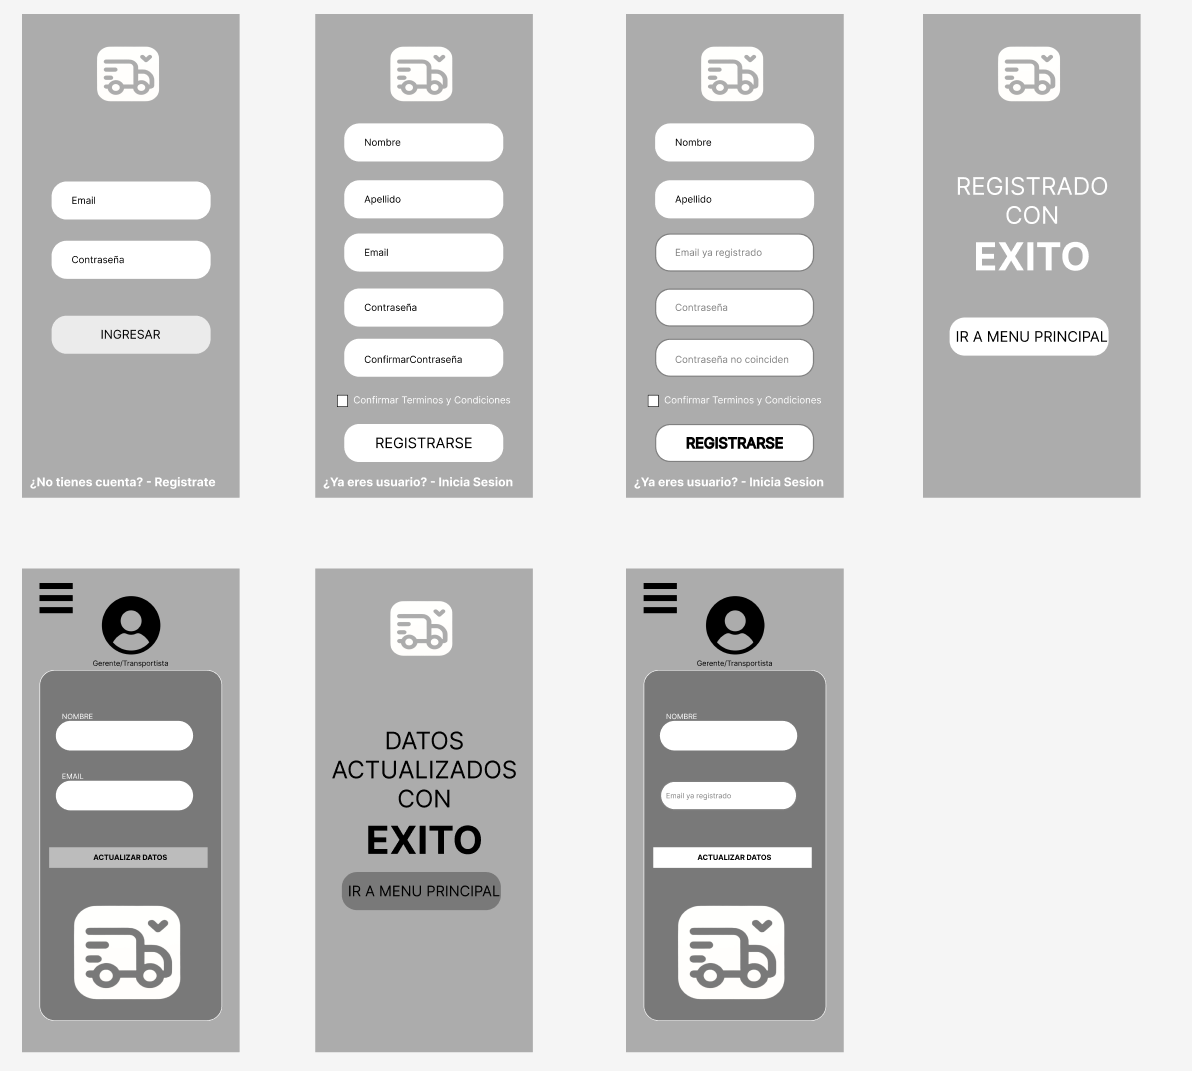 Email
Contraseña
INGRESAR
¿No tienes cuenta? - Registrate
Nombre
Apellido
Email
Contraseña
ConfirmarContraseña
Confirmar Terminos y Condiciones
REGISTRARSE
¿Ya eres usuario? - Inicia Sesion
Nombre
Apellido
Email ya registrado
Contraseña
Contraseña no coinciden
Confirmar Terminos y Condiciones
REGISTRARSE
¿Ya eres usuario? - Inicia Sesion
REGISTRADO
CON
EXITO
IR A MENU PRINCIPAL
Gerente/Transportista
NOMBRE
EMAIL
ACTUALIZAR DATOS
DATOS
ACTUALIZADOS
CON
EXITO
IR A MENU PRINCIPAL
Gerente/Transportista
NOMBRE
Email ya registrado
ACTUALIZAR DATOS